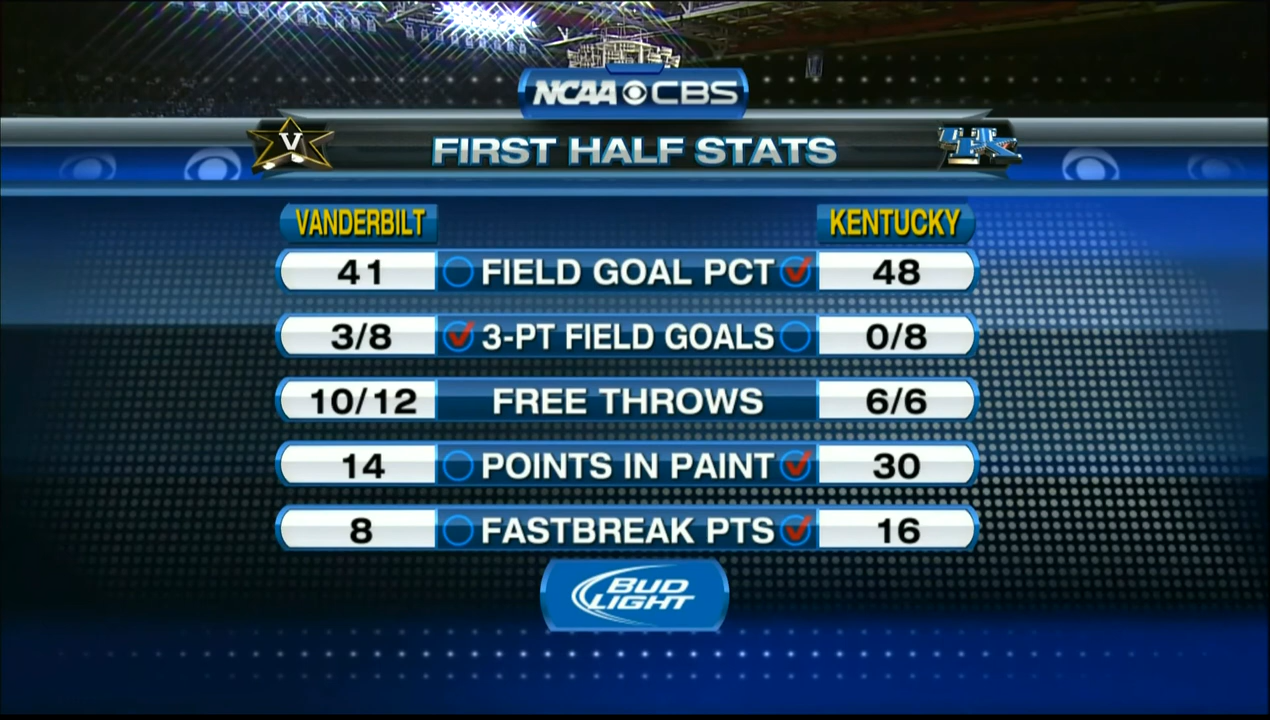 NCAA CBS
V FIRST HALF STATS UK
VANDERBILT KENTUCKY
41 FIELD GOAL PCT 48
3/8 3-PT FIELD GOALS 0/8
10/12 FREE THROWS 6/6
14 POINTS IN PAINT 30
8 FASTBREAK PTS 16
BUD
LIGHT